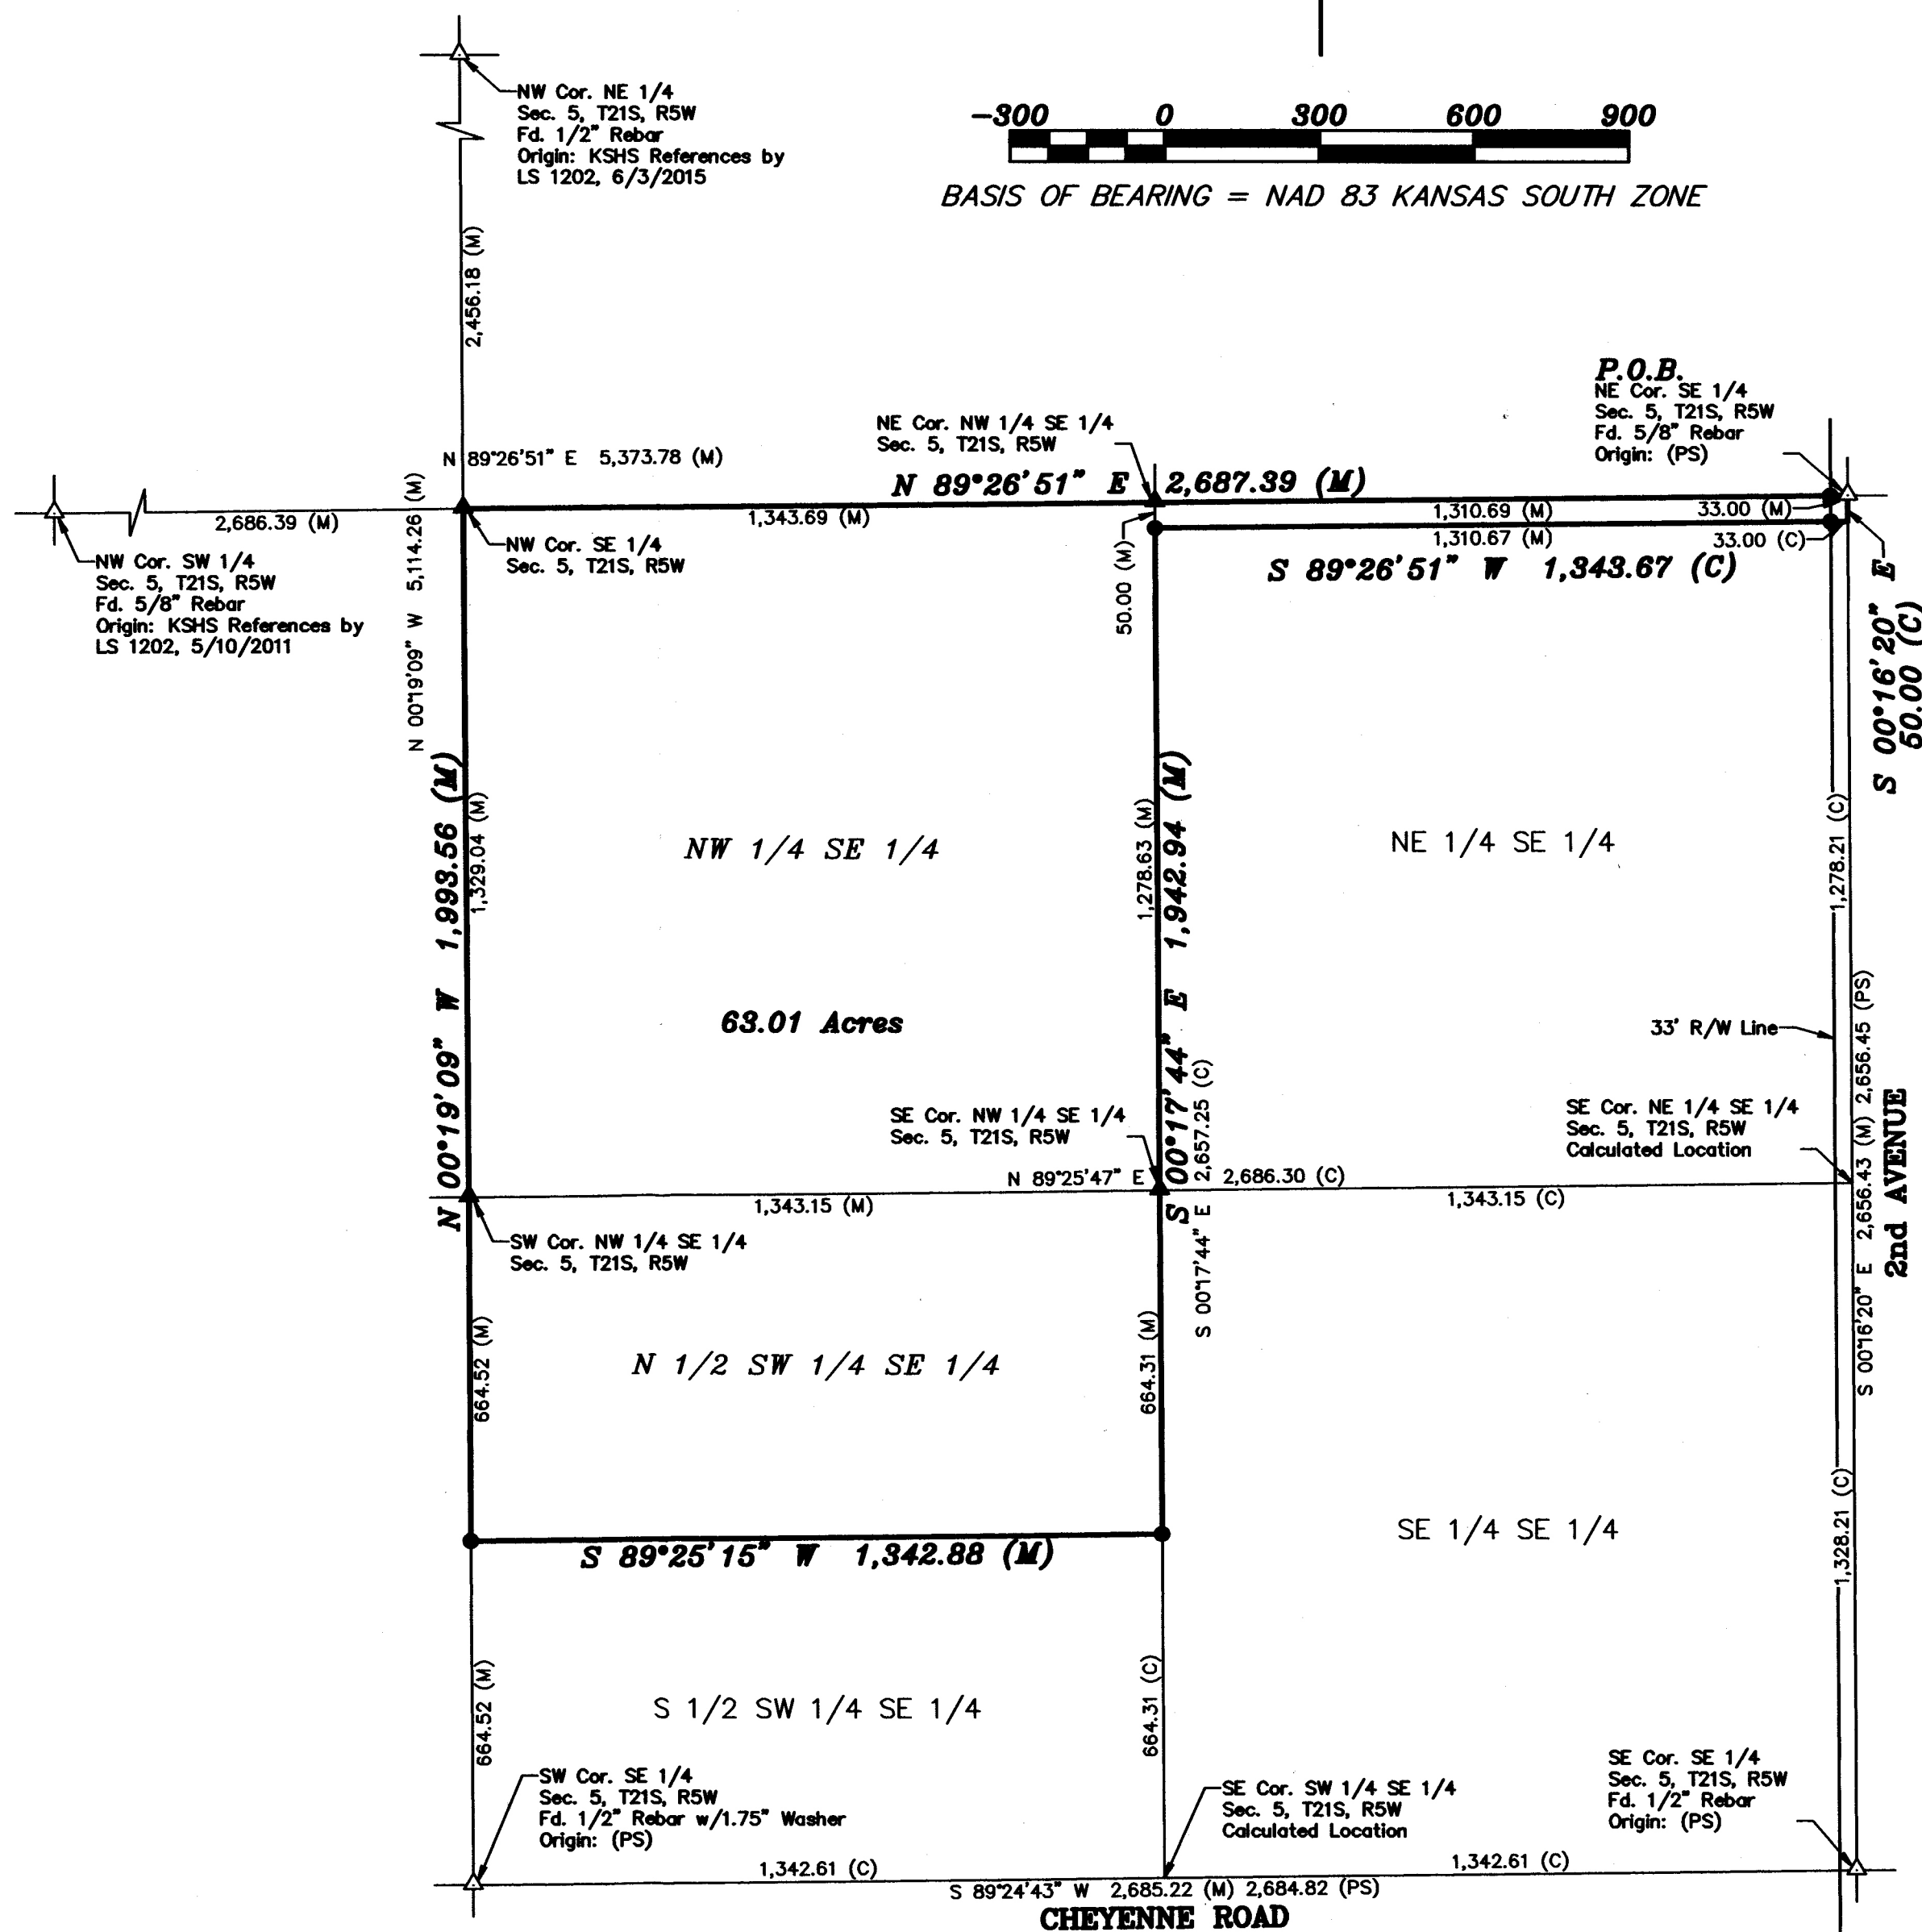 NW Cor. NE 1/4
Sec. 5, T21S, R5W
Fd. 1/2" Rebar
Origin: KSHS References by
LS 1202, 6/3/2015
-300 0 300 600 900
BASIS OF BEARING = NAD 83 KANSAS SOUTH ZONE
2,456.18 (M)
P.O.B.
NE Cor. SE 1/4
Sec. 5, T21S, R5W
Fd. 5/8" Rebar
Origin: (PS)
NE Cor. NW 1/4 SE 1/4
Sec. 5, T21S, R5W
N 89°26'51" E 5,373.78 (M)
N 89°26'51" E 2,687.39 (M)
2,686.39 (M)
1,343.69 (M)
1,310.69 (M)
33.00 (M)
1,310.67 (M)
33.00 (C)
S 89°26'51" W 1,343.67 (C)
NW Cor. SW 1/4
Sec. 5, T21S, R5W
Fd. 5/8" Rebar
Origin: KSHS References by
LS 1202, 5/10/2011
NW Cor. SE 1/4
Sec. 5, T21S, R5W
N 00°19'09" W 5,114.26 (M)
50.00 (M)
S 00°16'20" E
50.00 (C)
N 00°19'09" W 1,993.56 (M)
1,329.04 (M)
1,278.63 (M)
S 00°17'44" E 1,942.94 (M)
1,278.21 (C)
NW 1/4 SE 1/4
NE 1/4 SE 1/4
63.01 Acres
33' R/W Line
S 00°17'44" E 2,657.25 (C)
S 00°16'20" E 2,656.43 (M) 2,656.45 (PS)
2nd AVENUE
SE Cor. NW 1/4 SE 1/4
Sec. 5, T21S, R5W
SE Cor. NE 1/4 SE 1/4
Sec. 5, T21S, R5W
Calculated Location
N 89°25'47" E 2,686.30 (C)
1,343.15 (M)
1,343.15 (C)
SW Cor. NW 1/4 SE 1/4
Sec. 5, T21S, R5W
664.52 (M)
664.31 (M)
N 1/2 SW 1/4 SE 1/4
SE 1/4 SE 1/4
1,328.21 (C)
S 89°25'15" W 1,342.88 (M)
664.52 (M)
664.31 (C)
S 1/2 SW 1/4 SE 1/4
SW Cor. SE 1/4
Sec. 5, T21S, R5W
Fd. 1/2" Rebar w/1.75" Washer
Origin: (PS)
SE Cor. SW 1/4 SE 1/4
Sec. 5, T21S, R5W
Calculated Location
SE Cor. SE 1/4
Sec. 5, T21S, R5W
Fd. 1/2" Rebar
Origin: (PS)
1,342.61 (C)
1,342.61 (C)
S 89°24'43" W 2,685.22 (M) 2,684.82 (PS)
CHEYENNE ROAD